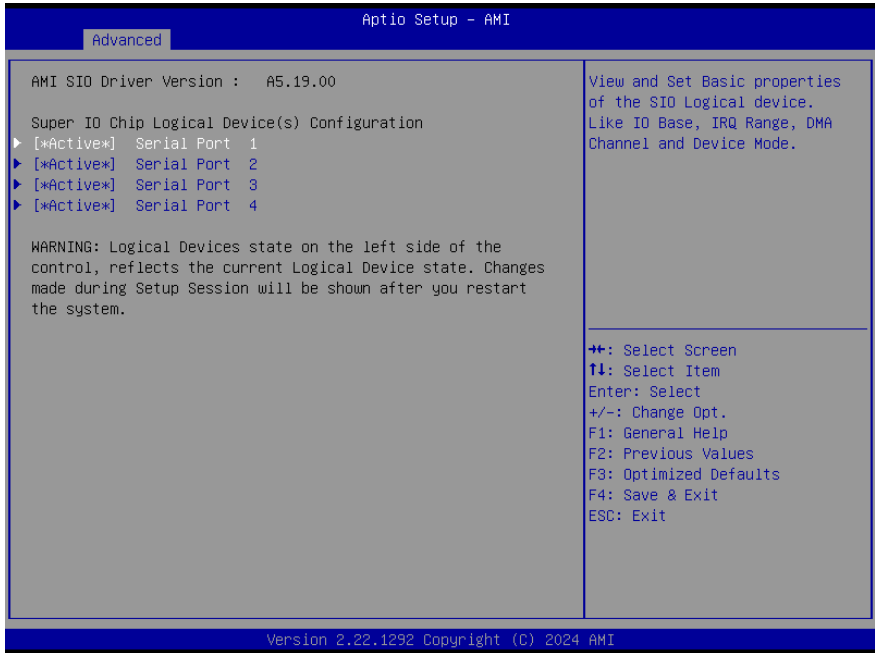 Aptio Setup – AMI
Advanced
AMI SIO Driver Version :   A5.19.00
Super IO Chip Logical Device(s) Configuration
[*Active*]  Serial Port  1
[*Active*]  Serial Port  2
[*Active*]  Serial Port  3
[*Active*]  Serial Port  4
WARNING: Logical Devices state on the left side of the
control, reflects the current Logical Device state. Changes
made during Setup Session will be shown after you restart
the system.
View and Set Basic properties
of the SIO Logical device.
Like IO Base, IRQ Range, DMA
Channel and Device Mode.
→←: Select Screen
↑↓: Select Item
Enter: Select
+/-: Change Opt.
F1: General Help
F2: Previous Values
F3: Optimized Defaults
F4: Save & Exit
ESC: Exit
Version 2.22.1292 Copyright (C) 2024 AMI